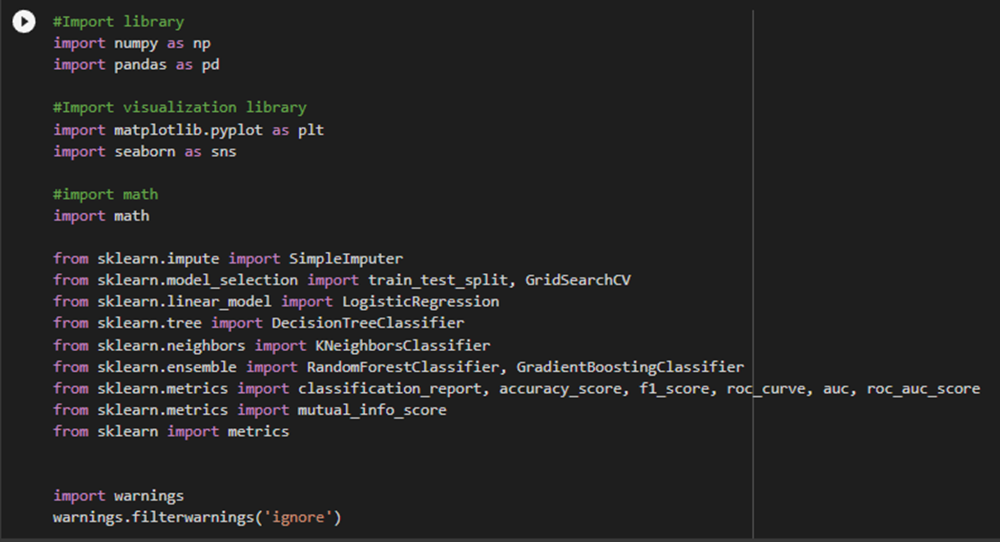 #Import library
import numpy as np
import pandas as pd
#Import visualization library
import matplotlib.pyplot as plt
import seaborn as sns
#import math
import math
from sklearn.impute import SimpleImputer
from sklearn.model_selection import train_test_split, GridSearchCV
from sklearn.linear_model import LogisticRegression
from sklearn.tree import DecisionTreeClassifier
from sklearn.neighbors import KNeighborsClassifier
from sklearn.ensemble import RandomForestClassifier, GradientBoostingClassifier
from sklearn.metrics import classification_report, accuracy_score, f1_score, roc_curve, auc, roc_auc_score
from sklearn.metrics import mutual_info_score
from sklearn import metrics
import warnings
warnings.filterwarnings('ignore')